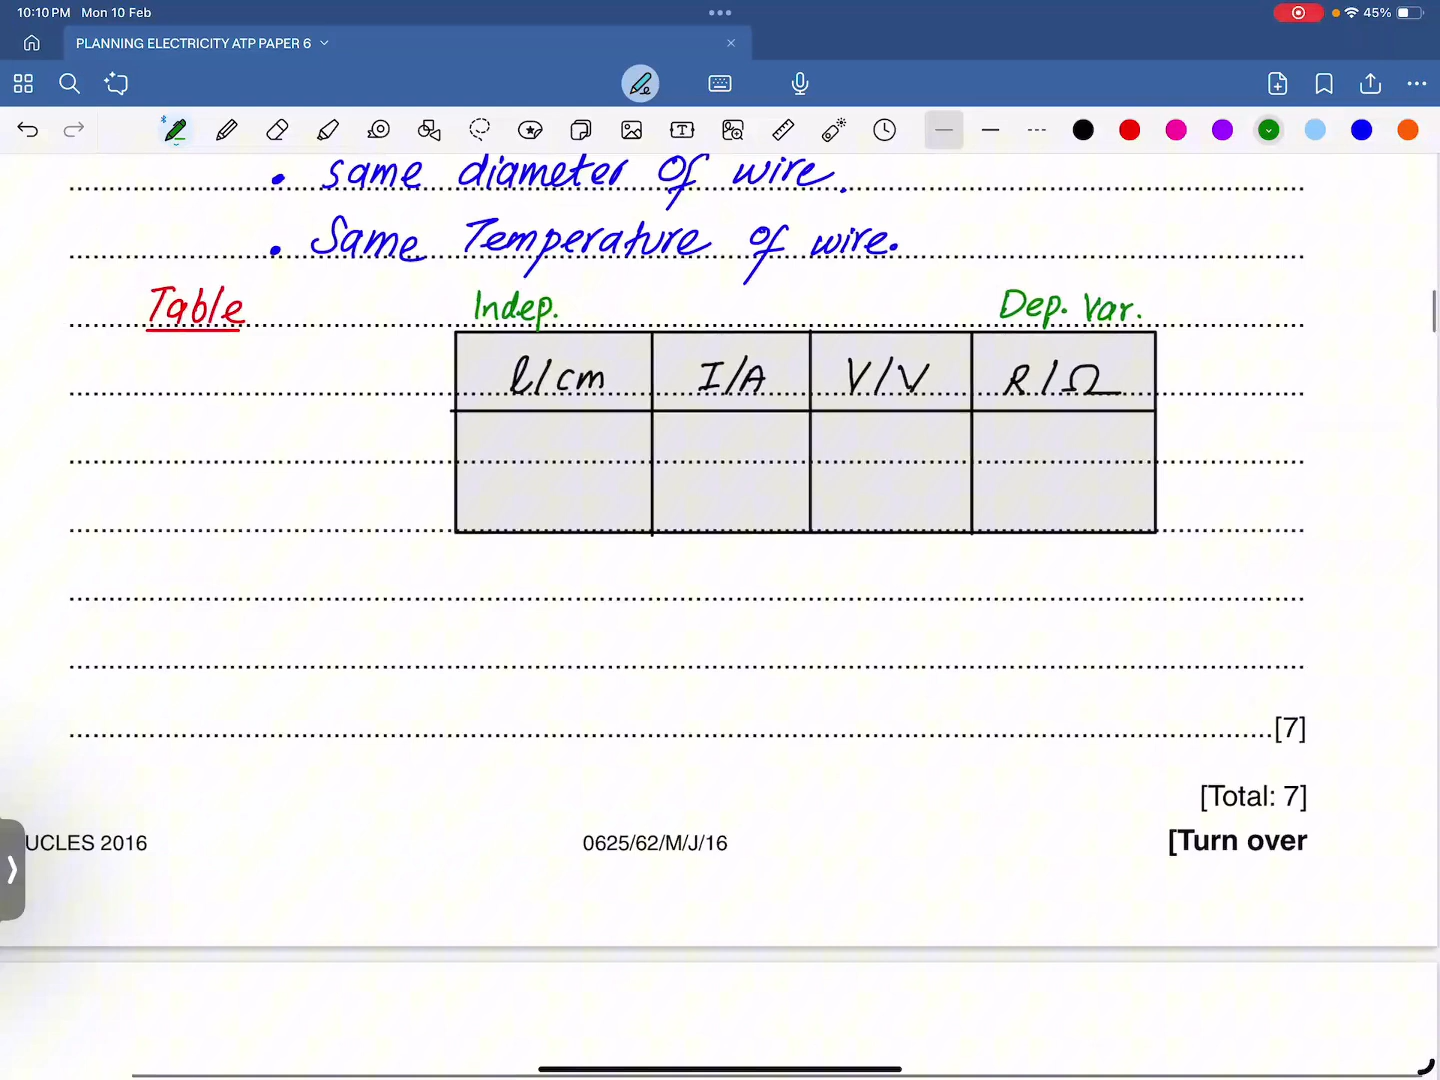 10:10 PM Mon 10 Feb
45%
PLANNING ELECTRICITY ATP PAPER 6
• same diameter of wire.
• Same Temperature of wire.
Table Indep. Dep. Var.
l/cm I/A V/V R/Ω
[7]
[Total: 7]
UCLES 2016 0625/62/M/J/16 [Turn over